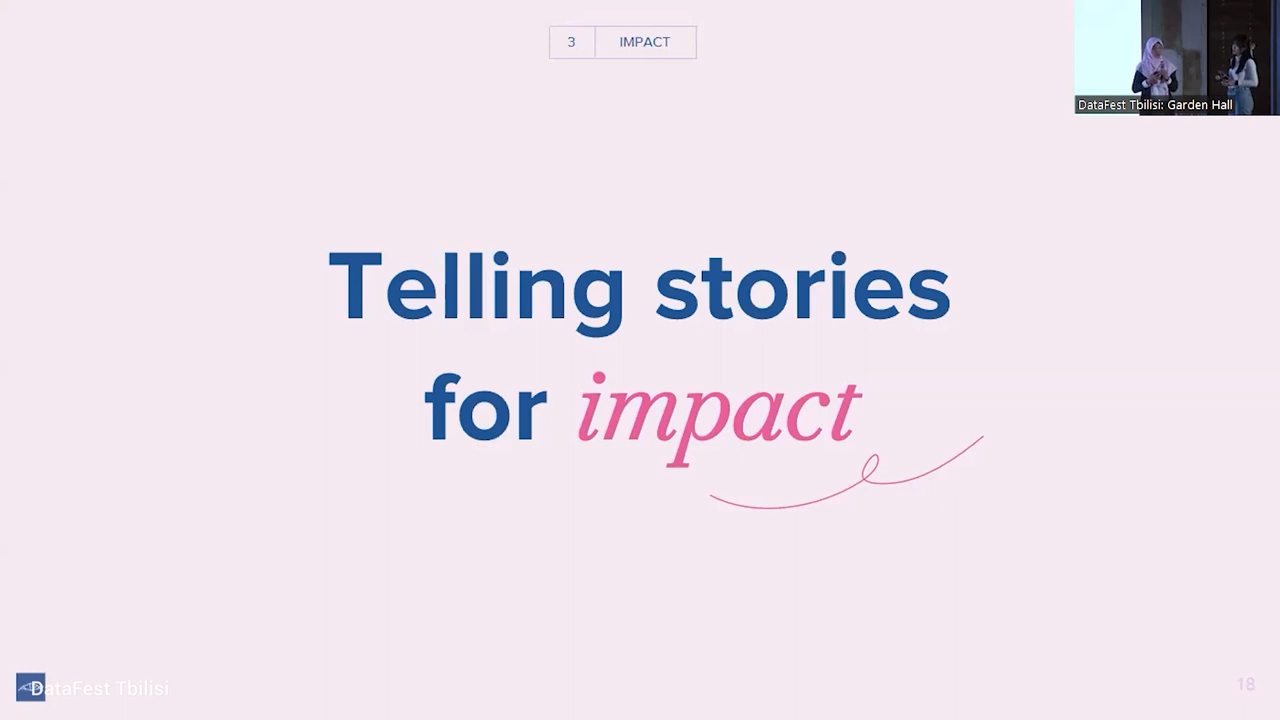 3 IMPACT
DataFest Tbilisi: Garden Hall
Telling stories
for impact
DataFest Tbilisi
18